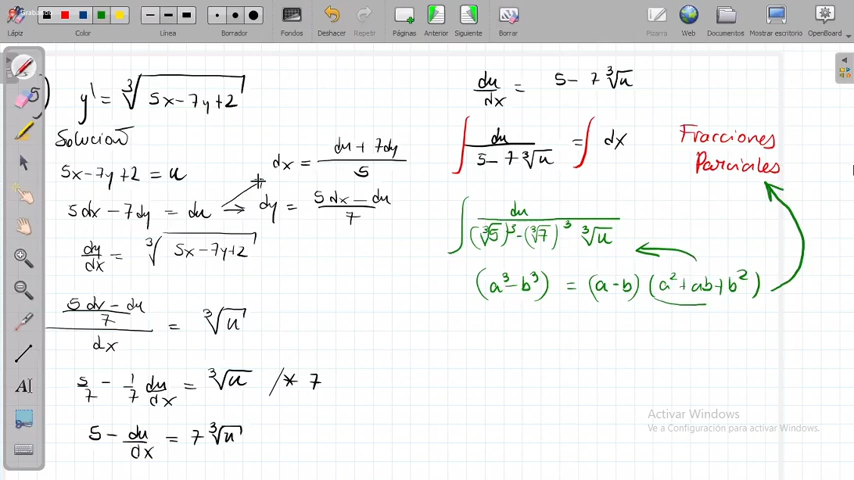 Lápiz
Color
Línea
Borrador
Fondos
Deshacer
Repetir
Páginas
Anterior
Siguiente
Borrar
Pizarra
Web
Documentos
Mostrar escritorio
OpenBoard
5) y' = ∛(5x-7y+2)
Solución
5x-7y+2 = u
5dx - 7dy = du
dx = (du + 7dy)/5
dy = (5dx - du)/7
dy/dx = ∛(5x-7y+2)
((5dx - du)/7)/dx = ∛u
5/7 - 1/7 du/dx = ∛u /* 7
5 - du/dx = 7∛u
du/dx = 5 - 7∛u
∫ du/(5 - 7∛u) = ∫ dx
Fracciones
Parciales
∫ du/((∛5)³ - (∛7)³ ∛u)
(a³ - b³) = (a-b) (a² + ab + b²)
Activar Windows
Ve a Configuración para activar Windows.